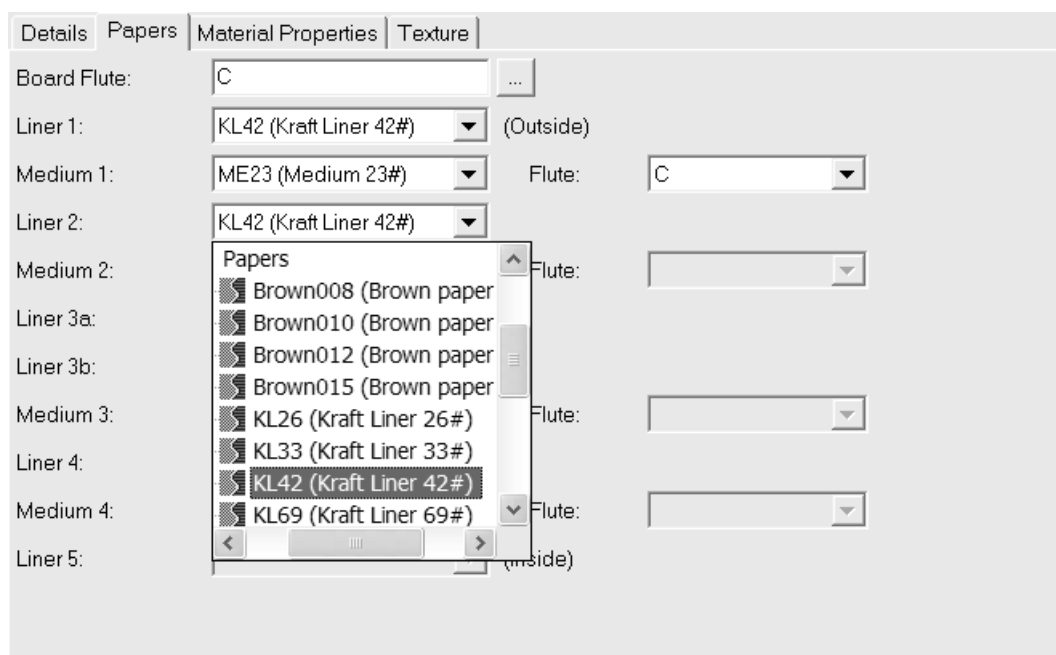 Details Papers Material Properties Texture
Board Flute: C ...
Liner 1: KL42 (Kraft Liner 42#) (Outside)
Medium 1: ME23 (Medium 23#) Flute: C
Liner 2: KL42 (Kraft Liner 42#)
Papers
Medium 2: Flute:
Brown008 (Brown paper
Liner 3a: Brown010 (Brown paper
Brown012 (Brown paper
Liner 3b:
Brown015 (Brown paper
Medium 3: KL26 (Kraft Liner 26#) Flute:
KL33 (Kraft Liner 33#)
Liner 4:
KL42 (Kraft Liner 42#)
Medium 4: KL69 (Kraft Liner 69#) Flute:
Liner 5: (Inside)